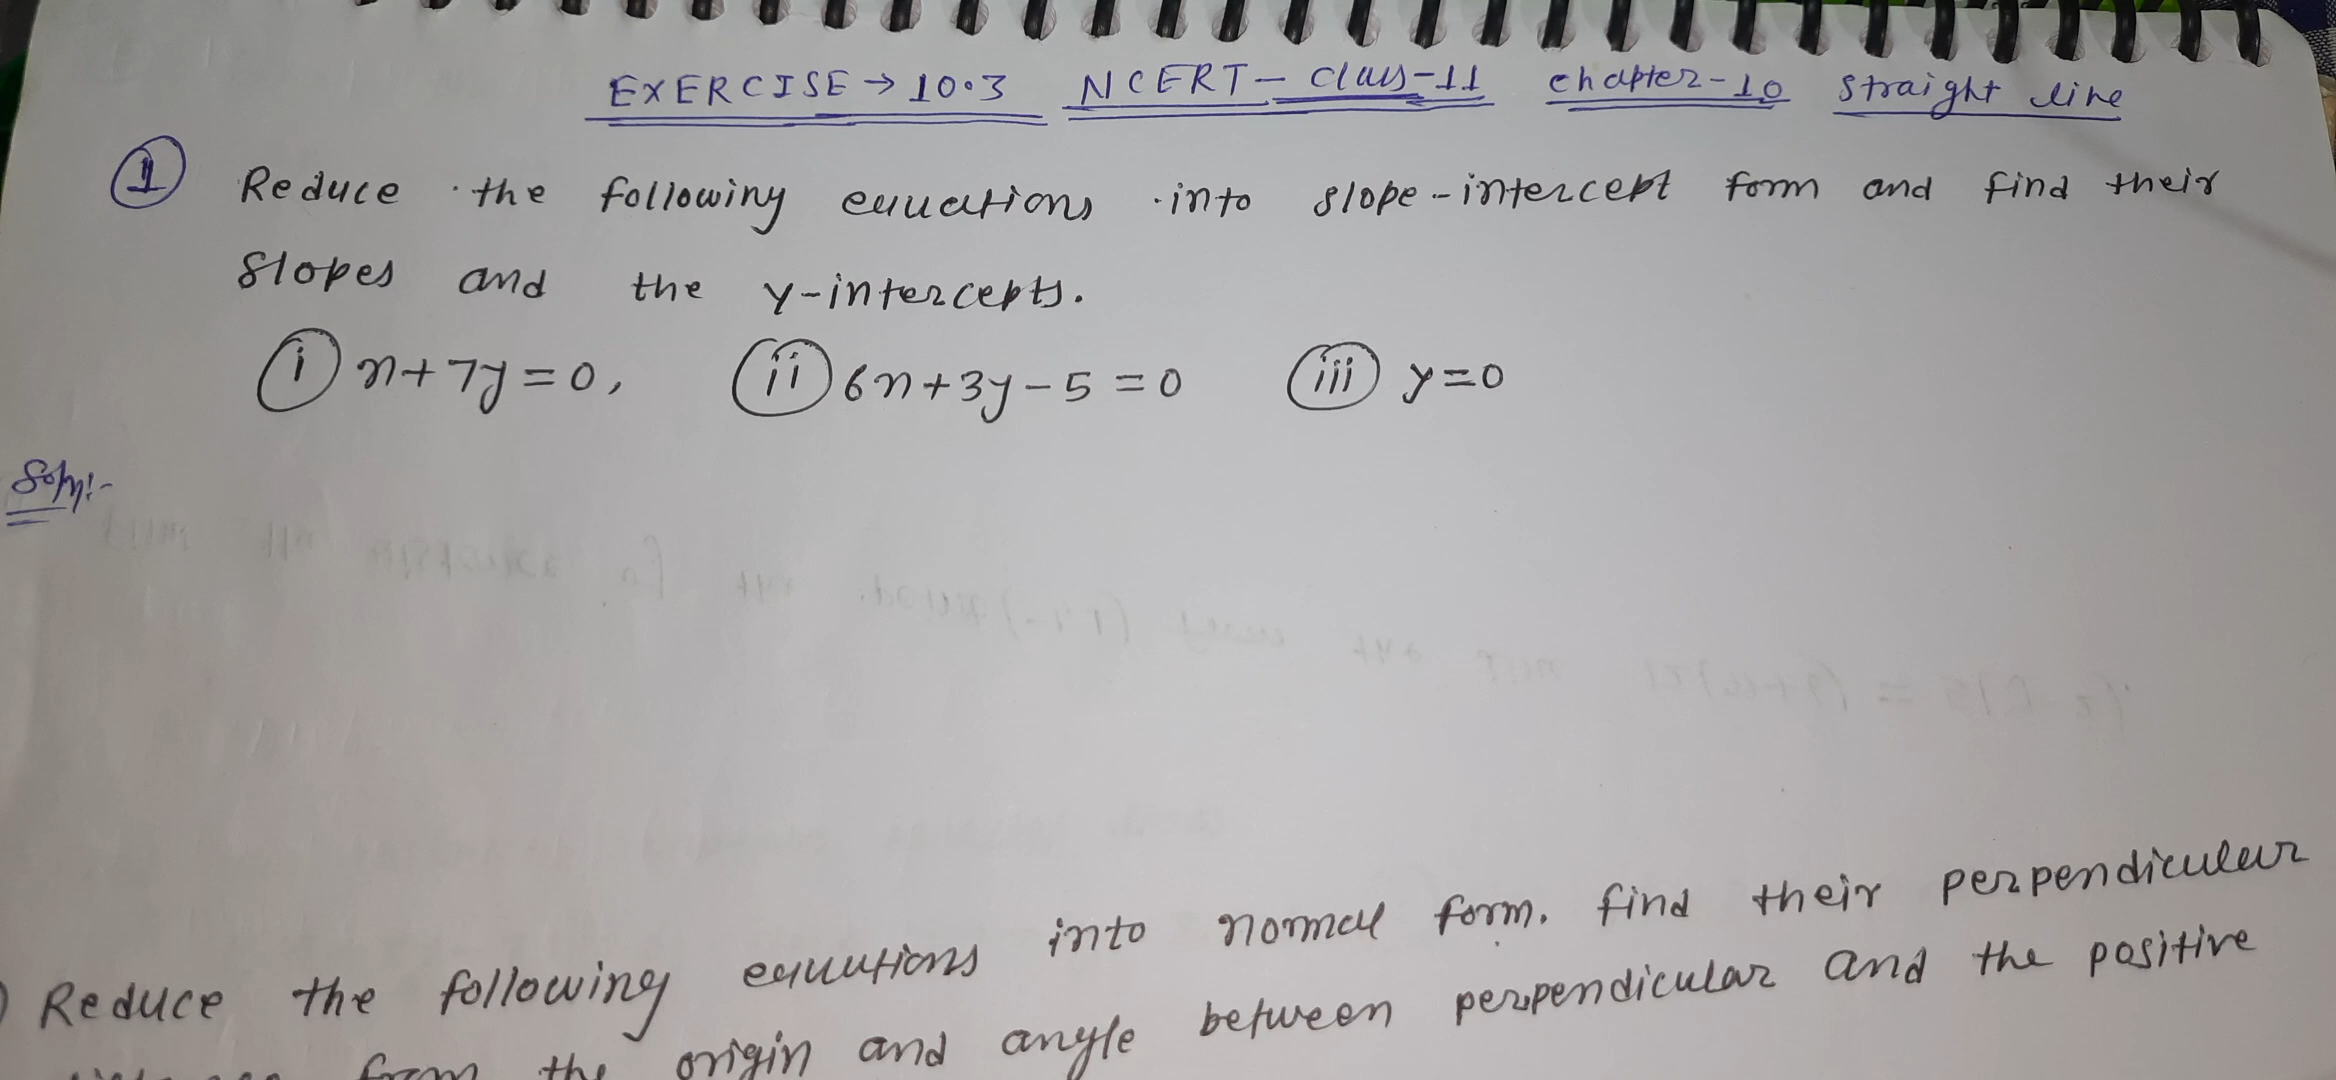 EXERCISE → 10.3 NCERT - Class-11 chapter-10 straight line
① Reduce the following equations into slope-intercept form and find their
slopes and the y-intercepts.
ⓘ x+7y=0, ⓘⓘ 6x+3y-5=0 ⓘⓘⓘ y=0
Soln:-
Reduce the following equations into normal form. find their perpendicular
from the origin and angle between perpendicular and the positive